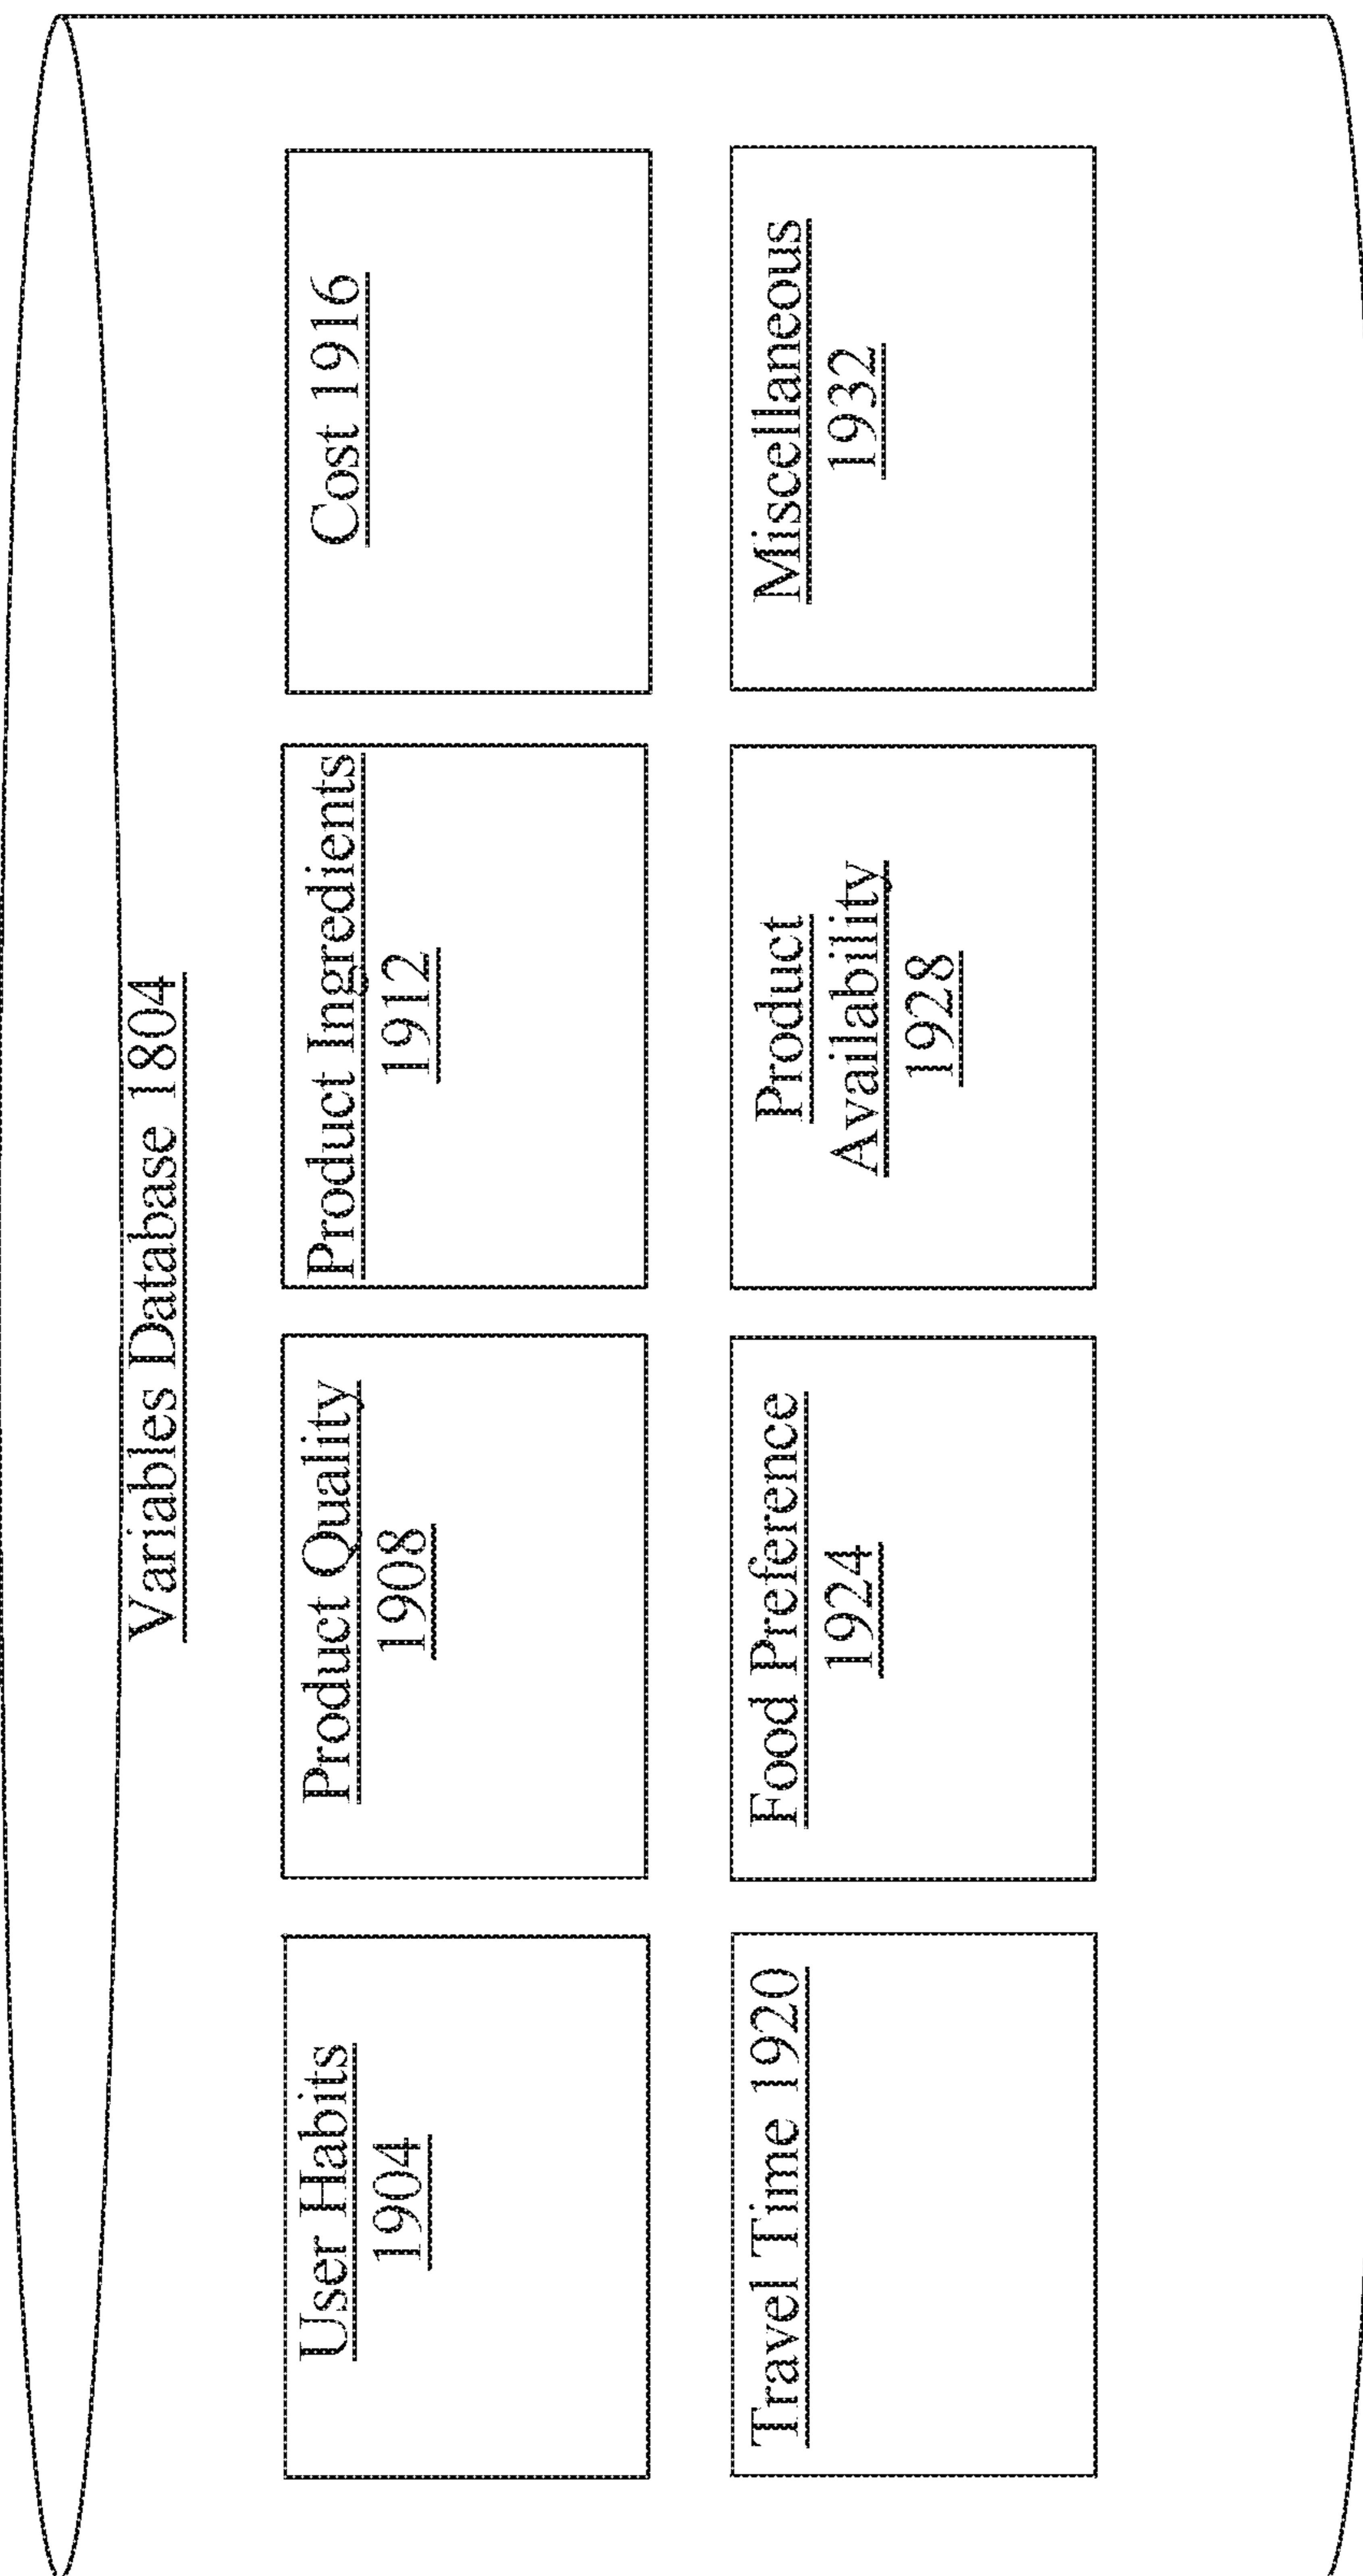 Variables Database 1804
User Habits
1904
Product Quality
1908
Product Ingredients
1912
Cost 1916
Travel Time 1920
Food Preference
1924
Product
Availability
1928
Miscellaneous
1932